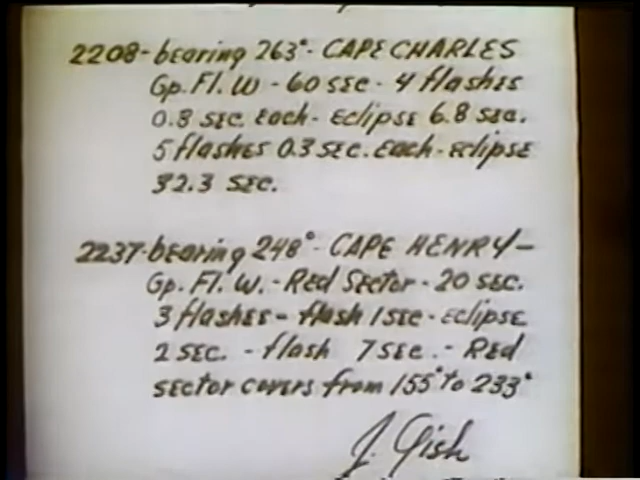 2208-bearing 263°-CAPE CHARLES
Gp. Fl. W - 60 sec - 4 flashes
0.8 sec. Each - Eclipse 6.8 sec.
5 flashes 0.3 sec. Each - Eclipse
32.3 sec.
2237-bearing 248°-CAPE HENRY-
Gp. Fl. W. - Red Sector - 20 sec.
3 flashes - flash 1 sec - Eclipse
2 sec. - flash 7 sec. - Red
sector covers from 155° to 233°
J. Gish